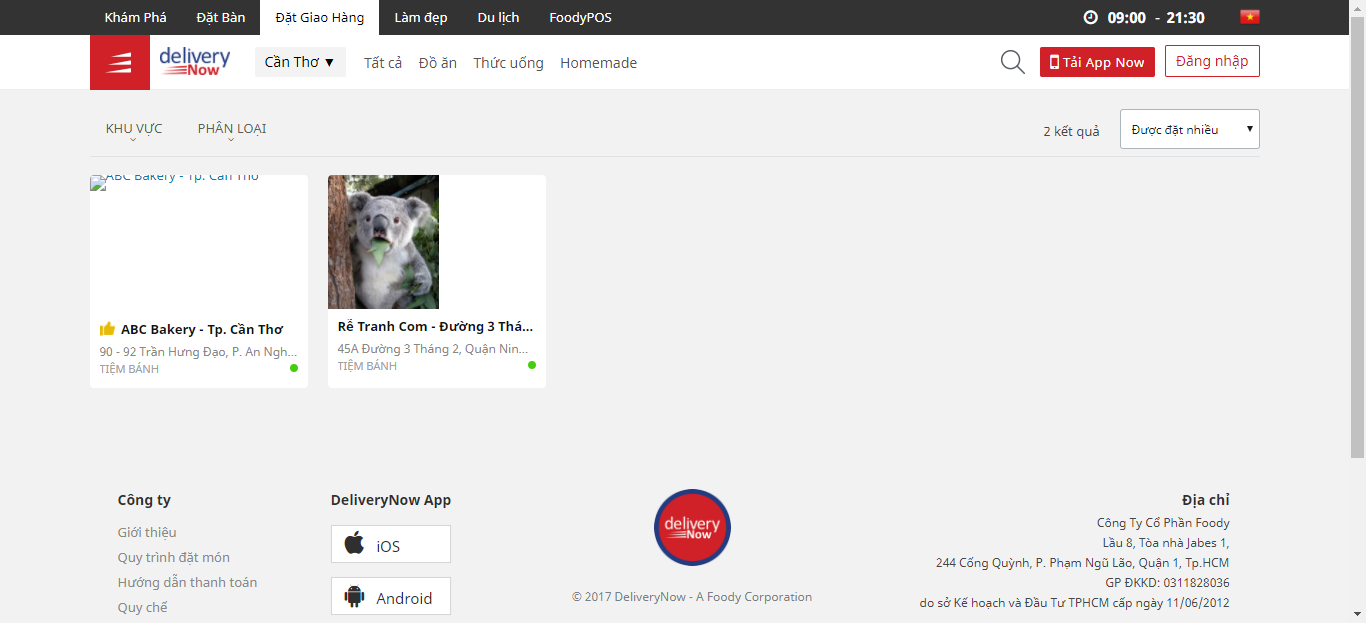 Khám Phá Đặt Bàn Đặt Giao Hàng Làm đẹp Du lịch FoodyPOS 09:00 - 21:30
delivery
Now
Cần Thơ ▼ Tất cả Đồ ăn Thức uống Homemade Tải App Now Đăng nhập
KHU VỰC PHÂN LOẠI 2 kết quả Được đặt nhiều
ABC Bakery - Tp. Cần Thơ
ABC Bakery - Tp. Cần Thơ
90 - 92 Trần Hưng Đạo, P. An Ngh...
TIỆM BÁNH
Rễ Tranh Com - Đường 3 Thá...
45A Đường 3 Tháng 2, Quận Nin...
TIỆM BÁNH
Công ty
Giới thiệu
Quy trình đặt món
Hướng dẫn thanh toán
Quy chế
DeliveryNow App
iOS
Android
delivery
Now
© 2017 DeliveryNow - A Foody Corporation
Địa chỉ
Công Ty Cổ Phần Foody
Lầu 8, Tòa nhà Jabes 1,
244 Cống Quỳnh, P. Phạm Ngũ Lão, Quận 1, Tp.HCM
GP ĐKKD: 0311828036
do sở Kế hoạch và Đầu Tư TPHCM cấp ngày 11/06/2012